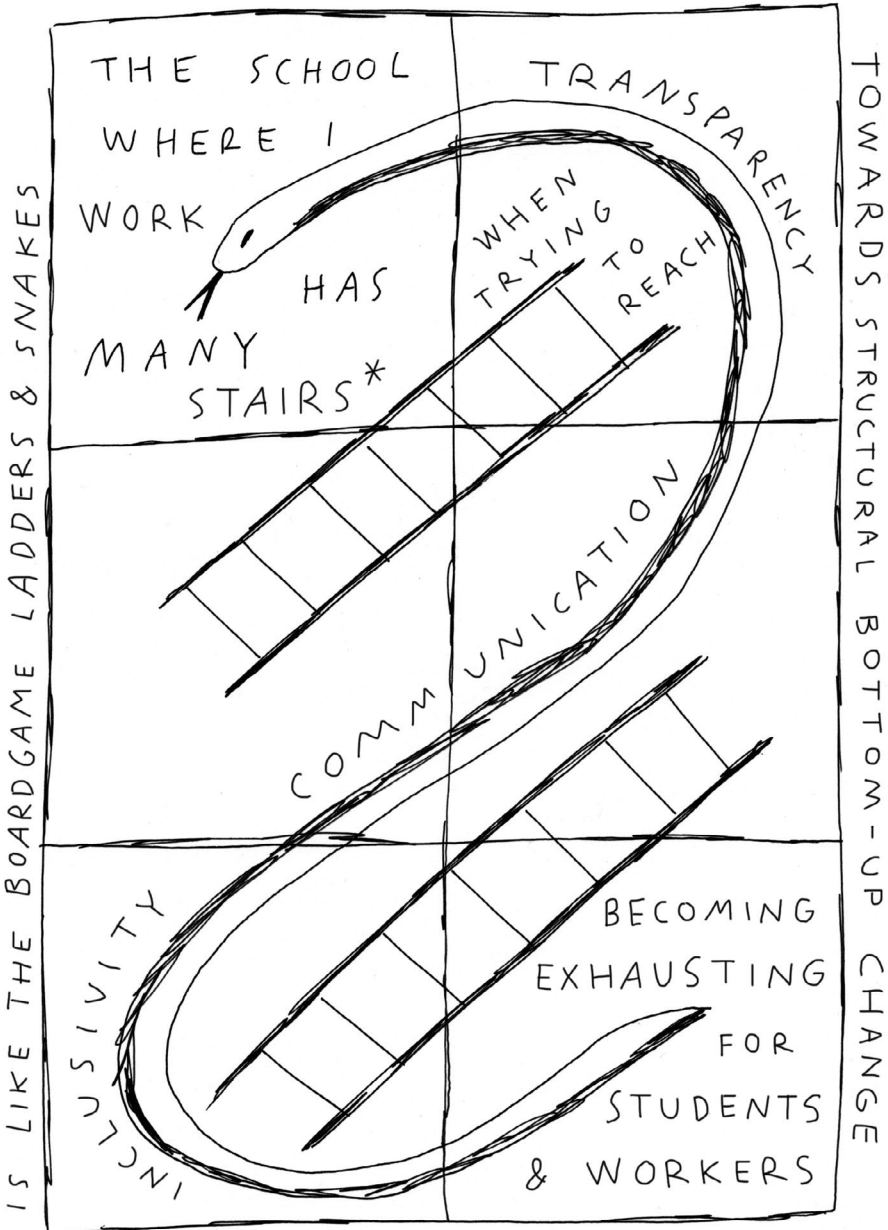 THE SCHOOL
WHERE I
WORK
HAS
MANY
STAIRS*
WHEN
TRYING
TO
REACH
TRANSPARENCY
COMMUNICATION
INCLUSIVITY
BECOMING
EXHAUSTING
FOR
STUDENTS
& WORKERS
IS LIKE THE BOARDGAME LADDERS & SNAKES
TOWARDS STRUCTURAL BOTTOM-UP CHANGE